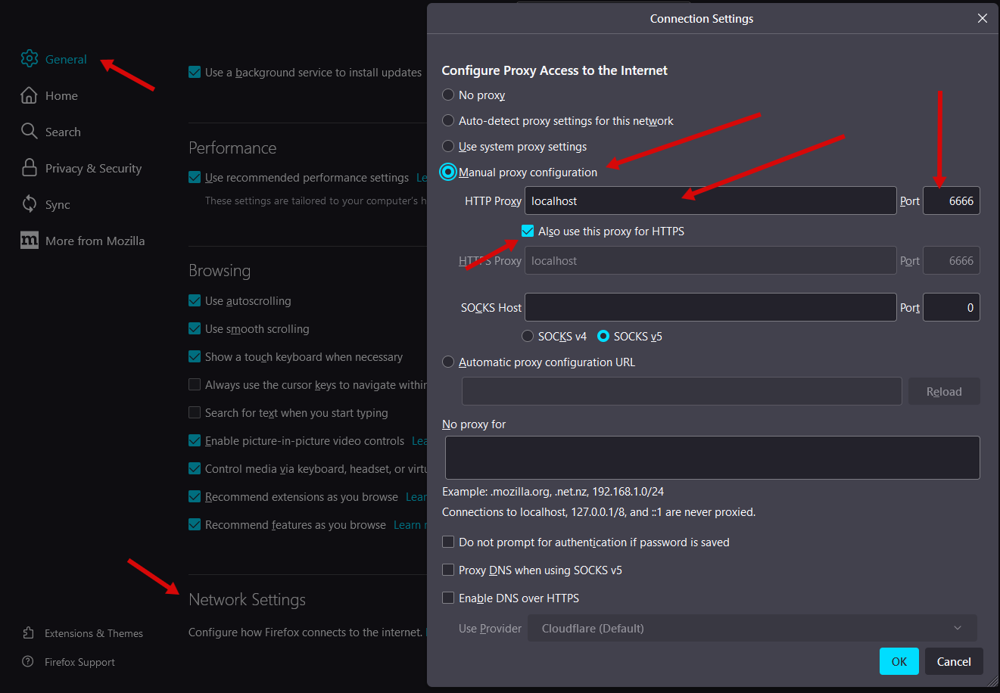 General
Home
Search
Privacy & Security
Sync
m More from Mozilla
Extensions & Themes
Firefox Support
Use a background service to install updates
Performance
Use recommended performance settings Le
These settings are tailored to your computer's h
Browsing
Use autoscrolling
Use smooth scrolling
Show a touch keyboard when necessary
Always use the cursor keys to navigate within
Search for text when you start typing
Enable picture-in-picture video controls Lea
Control media via keyboard, headset, or virtu
Recommend extensions as you browse Lear
Recommend features as you browse Learn
Network Settings
Configure how Firefox connects to the internet.
Connection Settings
Configure Proxy Access to the Internet
No proxy
Auto-detect proxy settings for this network
Use system proxy settings
Manual proxy configuration
HTTP Proxy localhost Port 6666
Also use this proxy for HTTPS
HTTPS Proxy localhost Port 6666
SOCKS Host Port 0
SOCKS v4 SOCKS v5
Automatic proxy configuration URL
Reload
No proxy for
Example: .mozilla.org, .net.nz, 192.168.1.0/24
Connections to localhost, 127.0.0.1/8, and ::1 are never proxied.
Do not prompt for authentication if password is saved
Proxy DNS when using SOCKS v5
Enable DNS over HTTPS
Use Provider Cloudflare (Default)
OK Cancel